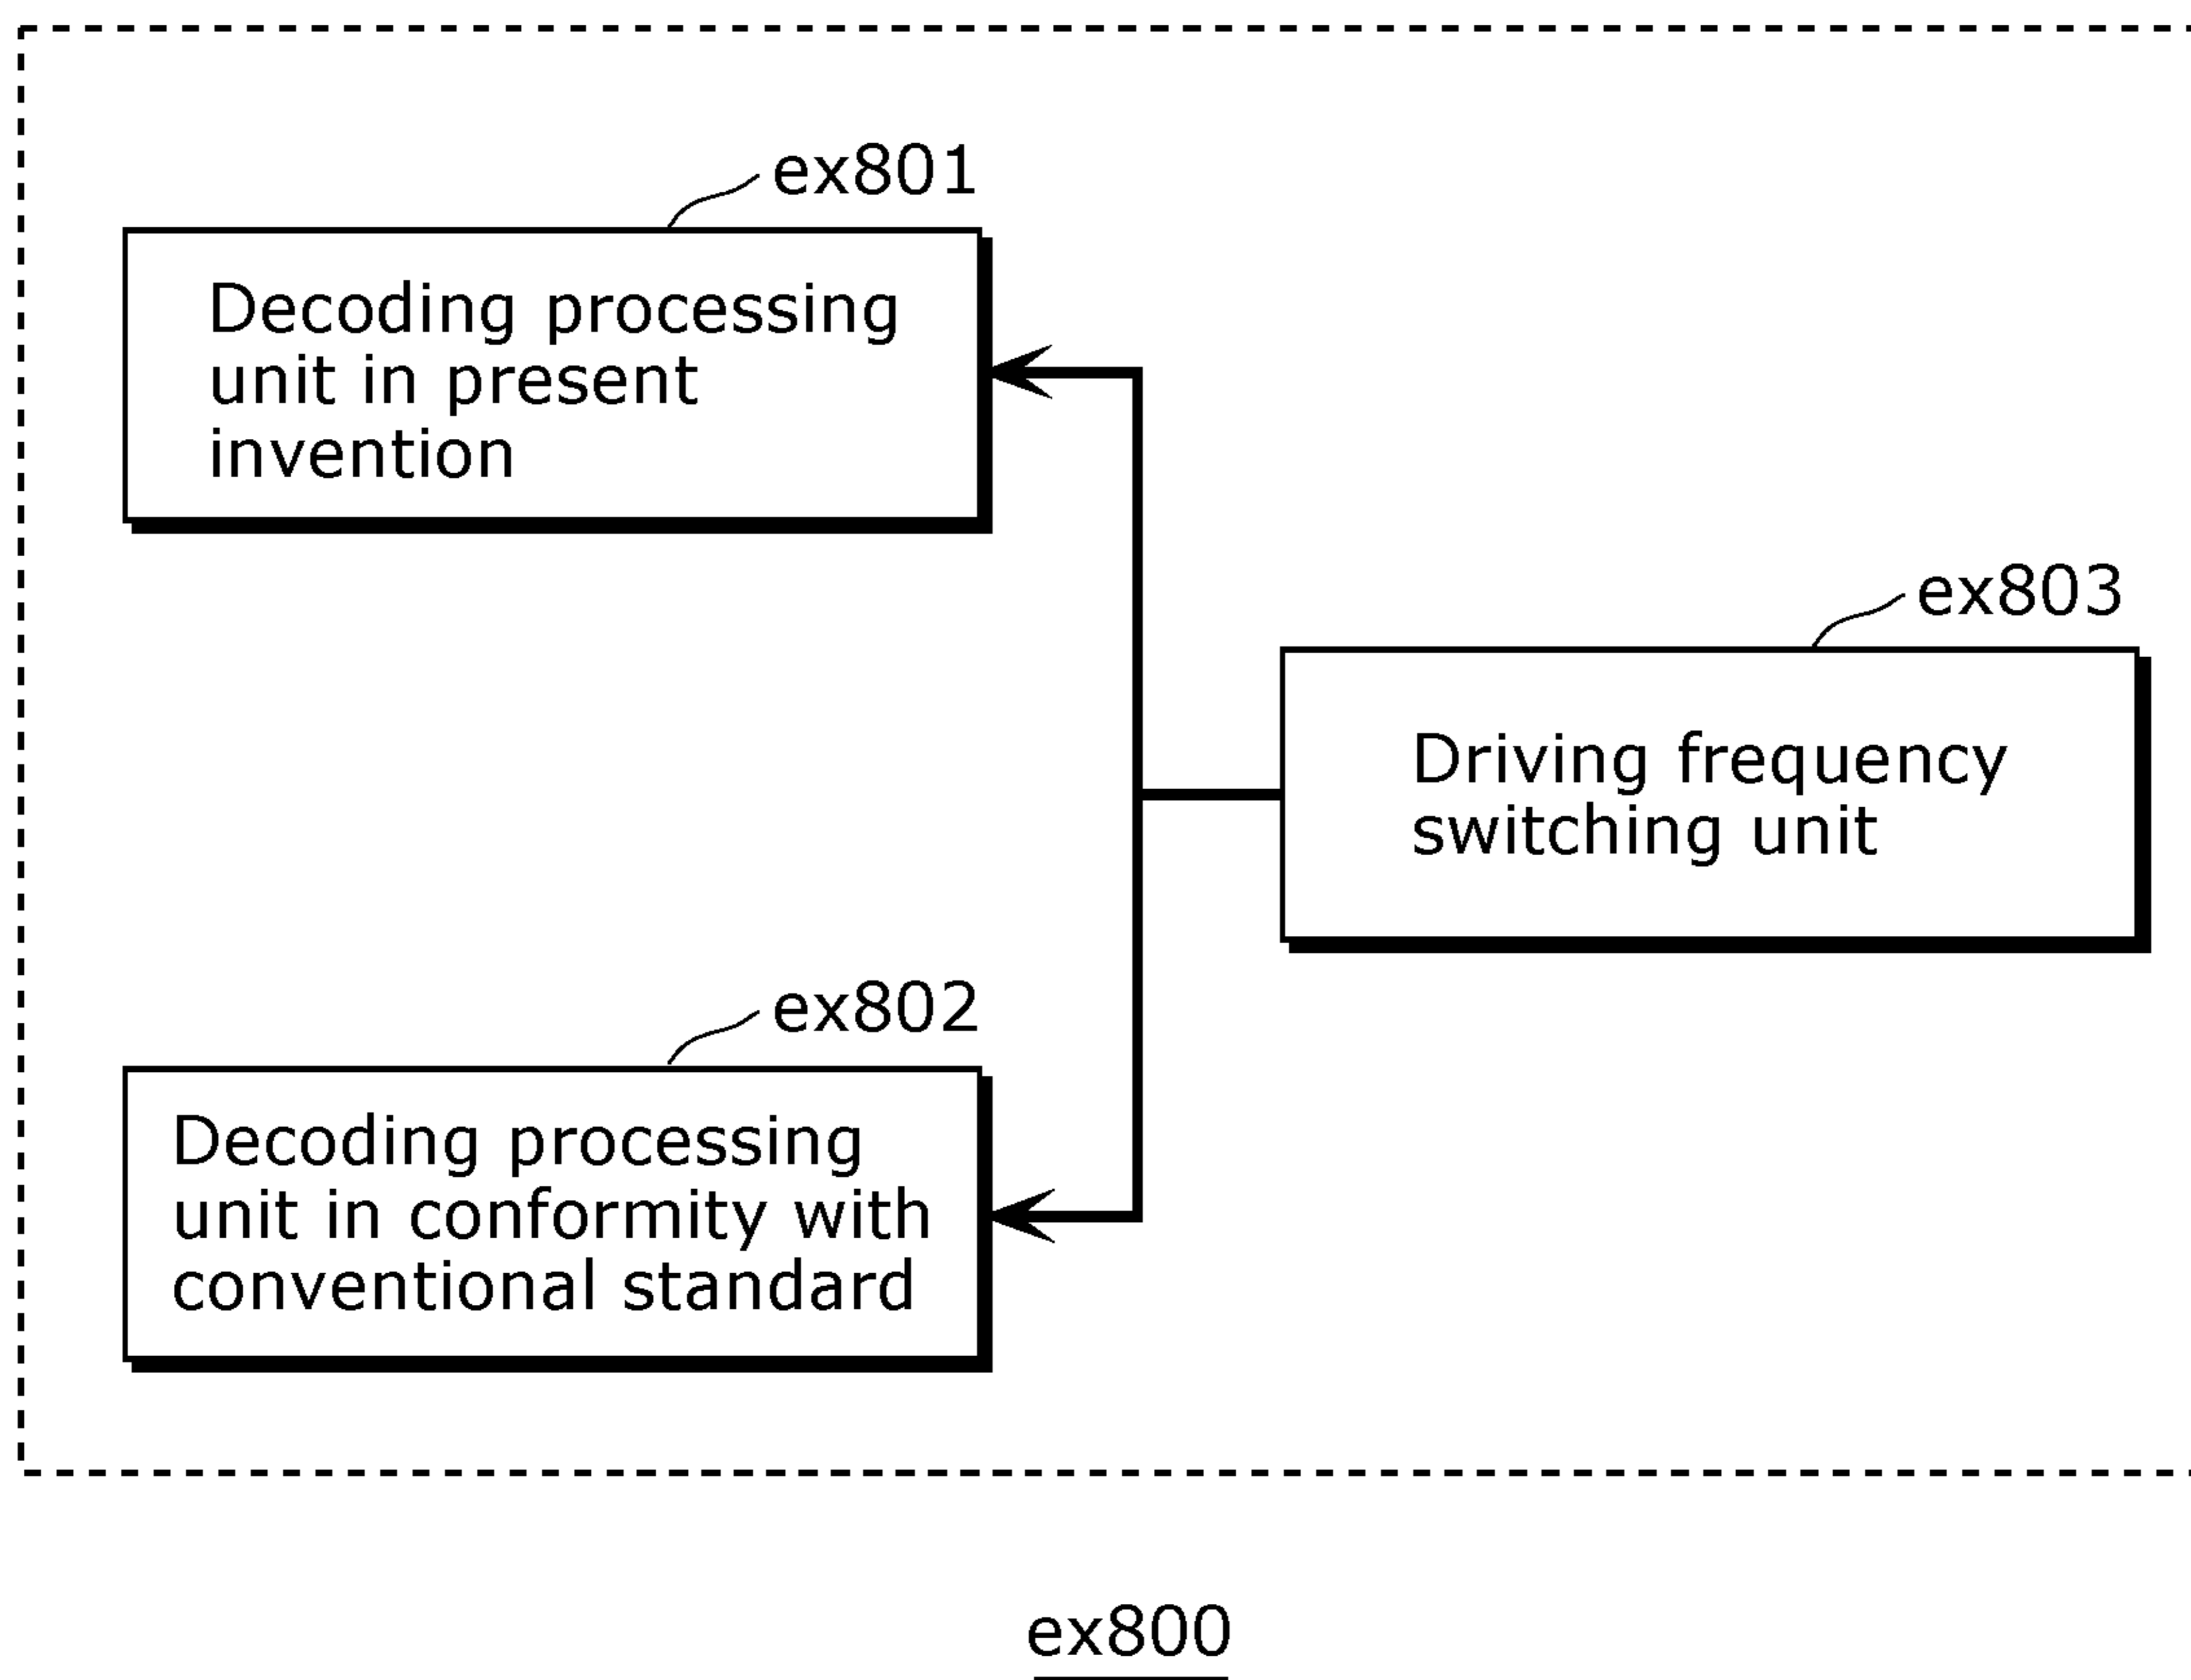 ex801
Decoding processing
unit in present
invention
ex803
Driving frequency
switching unit
ex802
Decoding processing
unit in conformity with
conventional standard
ex800